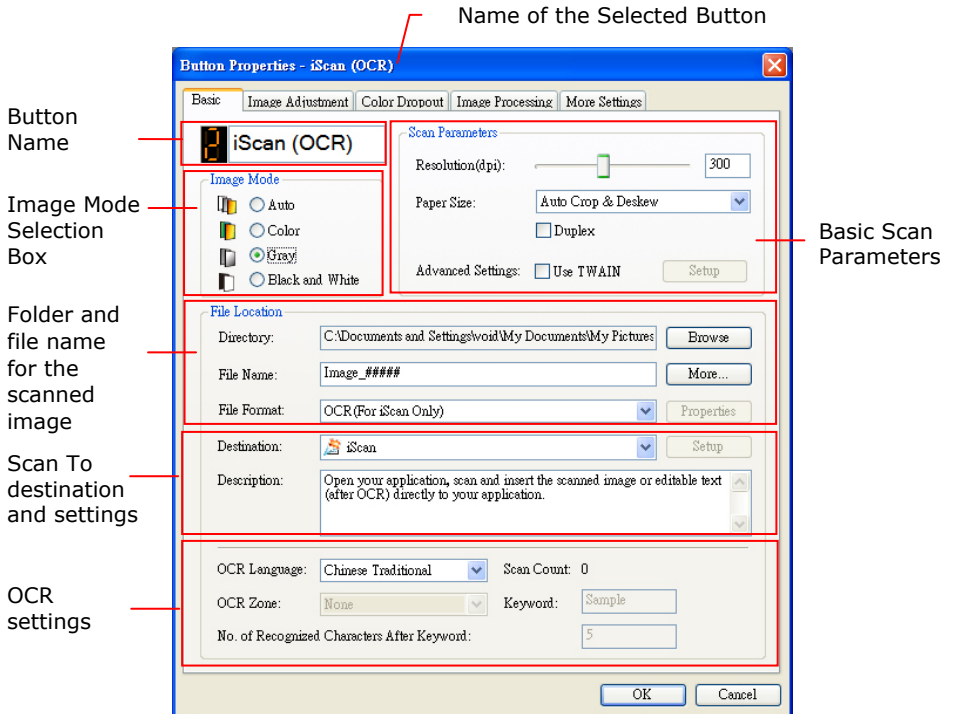 Name of the Selected Button
Button Properties - iScan (OCR)
Basic Image Adjustment Color Dropout Image Processing More Settings
Button
Name
2 iScan (OCR)
Image Mode
Selection
Box
Image Mode
Auto
Color
Gray
Black and White
Scan Parameters
Resolution(dpi): 300
Paper Size: Auto Crop & Deskew
Duplex
Advanced Settings: Use TWAIN Setup
Basic Scan
Parameters
Folder and
file name
for the
scanned
image
File Location
Directory: C:\Documents and Settings\void\My Documents\My Pictures Browse
File Name: Image_##### More...
File Format: OCR(For iScan Only) Properties
Scan To
destination
and settings
Destination: iScan Setup
Description: Open your application, scan and insert the scanned image or editable text
(after OCR) directly to your application.
OCR
settings
OCR Language: Chinese Traditional Scan Count: 0
OCR Zone: None Keyword: Sample
No. of Recognized Characters After Keyword: 5
OK Cancel